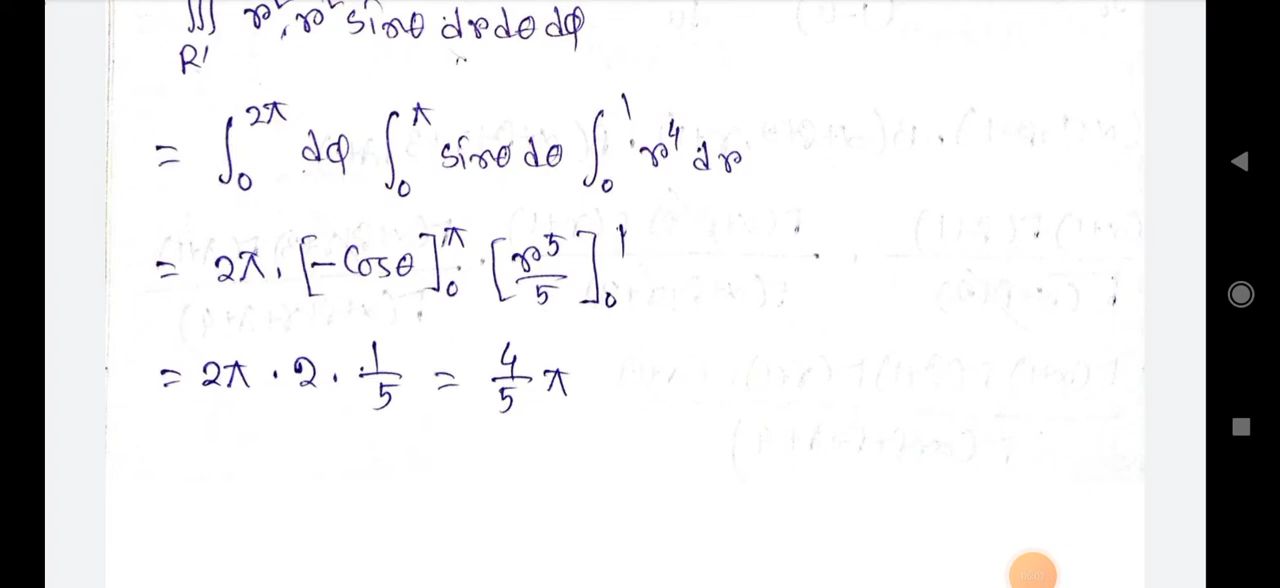 ∭_R' r². r² sinθ dr dθ dφ
= ∫₀^2π dφ ∫₀^π sinθ dθ ∫₀^1 r⁴ dr
= 2π. [-Cosθ]₀^π . [r⁵/5]₀^1
= 2π · 2 · 1/5 = 4/5 π